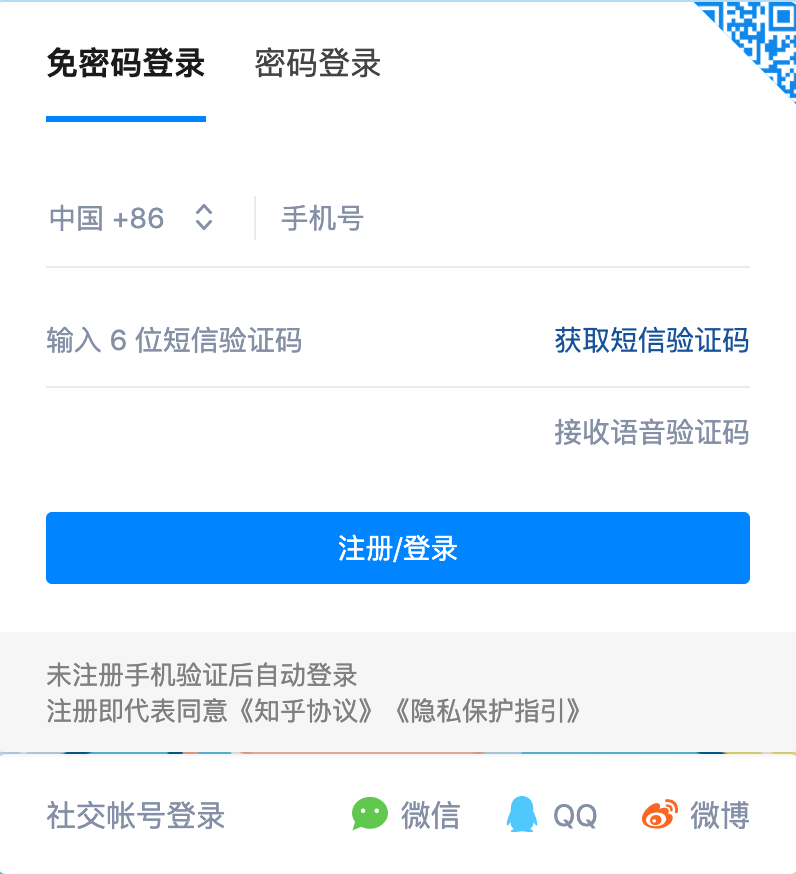 免密码登录 密码登录
中国 +86 手机号
输入 6 位短信验证码 获取短信验证码
接收语音验证码
注册/登录
未注册手机验证后自动登录
注册即代表同意《知乎协议》《隐私保护指引》
社交帐号登录 微信 QQ 微博